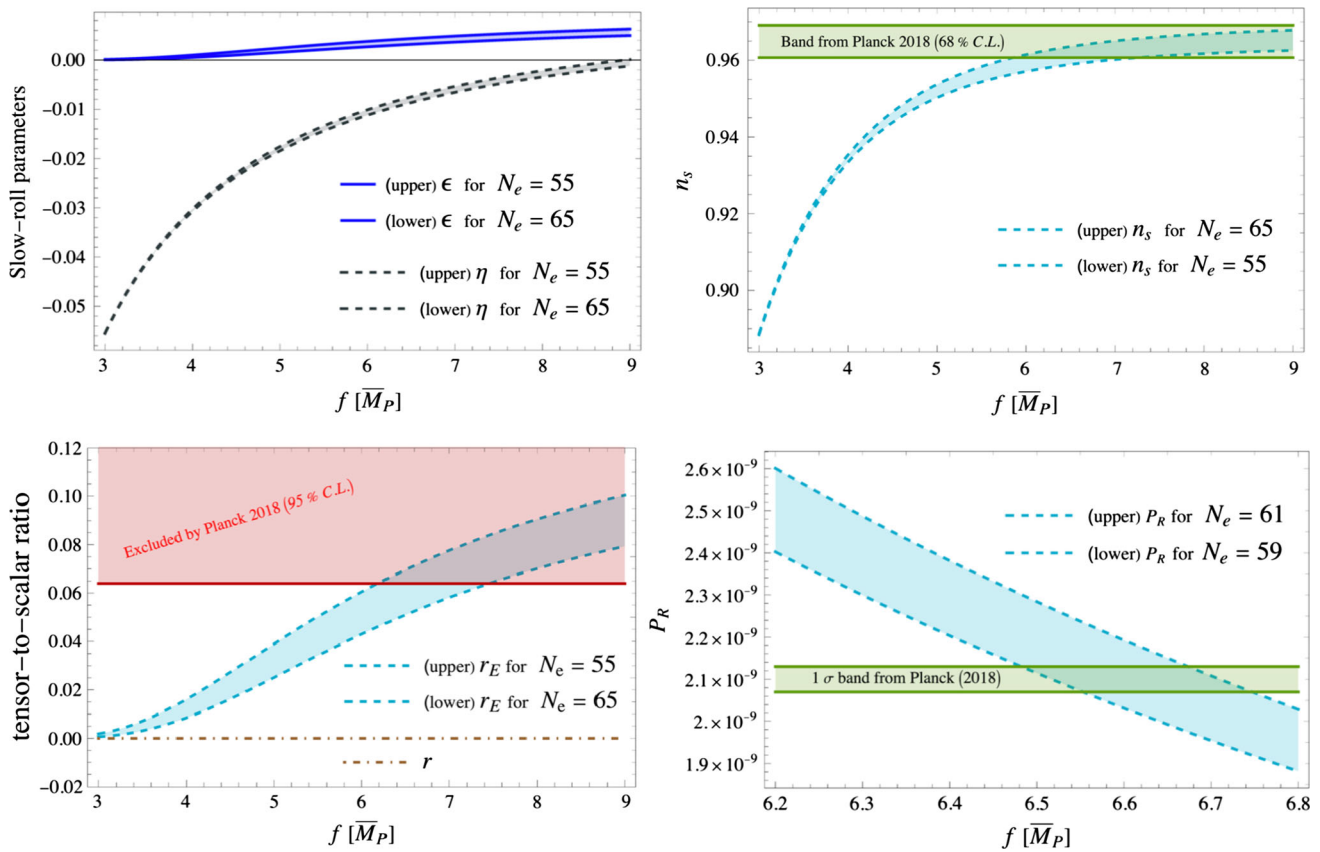 Slow-roll parameters
0.00
-0.01
-0.02
-0.03
-0.04
-0.05
(upper) ϵ for N_e = 55
(lower) ϵ for N_e = 65
(upper) η for N_e = 55
(lower) η for N_e = 65
3 4 5 6 7 8 9
f [M̅_P]
n_s
0.96
0.94
0.92
0.90
Band from Planck 2018 (68 % C.L.)
(upper) n_s for N_e = 65
(lower) n_s for N_e = 55
3 4 5 6 7 8 9
f [M̅_P]
tensor-to-scalar ratio
0.12
0.10
0.08
0.06
0.04
0.02
0.00
-0.02
Excluded by Planck 2018 (95 % C.L.)
(upper) r_E for N_e = 55
(lower) r_E for N_e = 65
r
3 4 5 6 7 8 9
f [M̅_P]
P_R
2.6×10⁻⁹
2.5×10⁻⁹
2.4×10⁻⁹
2.3×10⁻⁹
2.2×10⁻⁹
2.1×10⁻⁹
2.×10⁻⁹
1.9×10⁻⁹
(upper) P_R for N_e = 61
(lower) P_R for N_e = 59
1 σ band from Planck (2018)
6.2 6.3 6.4 6.5 6.6 6.7 6.8
f [M̅_P]